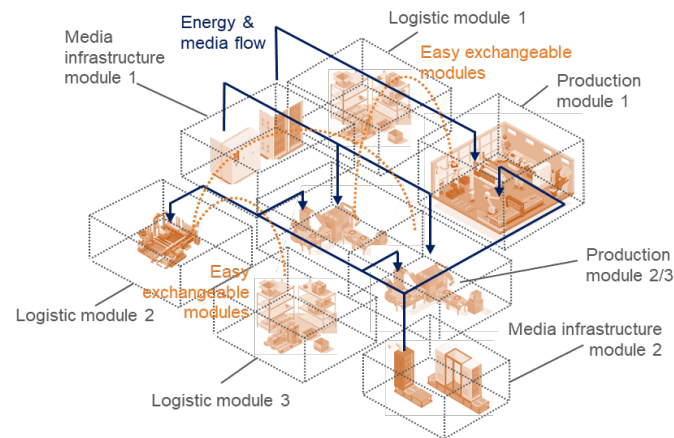 Energy &
media flow
Logistic module 1
Media
infrastructure
module 1
Easy exchangeable
modules
Production
module 1
Easy
exchangeable
modules
Production
module 2/3
Logistic module 2
Media infrastructure
module 2
Logistic module 3